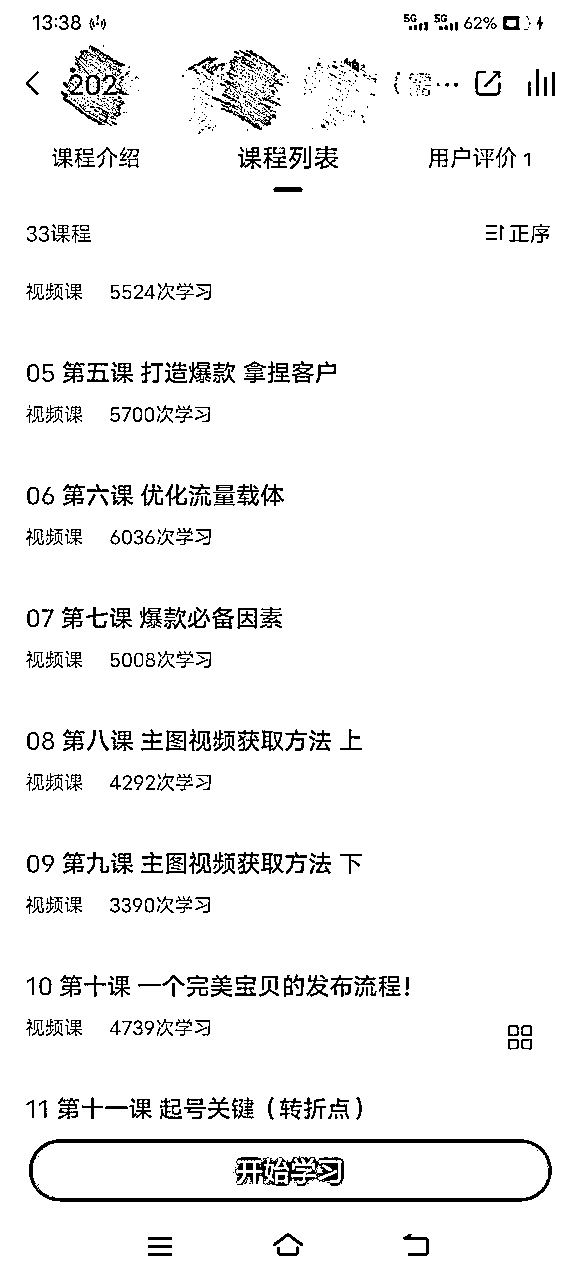 13:38 5G 5G 62%
202
课程介绍 课程列表 用户评价 1
33课程 正序
视频课 5524次学习
05 第五课 打造爆款 拿捏客户
视频课 5700次学习
06 第六课 优化流量载体
视频课 6036次学习
07 第七课 爆款必备因素
视频课 5008次学习
08 第八课 主图视频获取方法 上
视频课 4292次学习
09 第九课 主图视频获取方法 下
视频课 3390次学习
10 第十课 一个完美宝贝的发布流程!
视频课 4739次学习
11 第十一课 起号关键（转折点）
开始学习